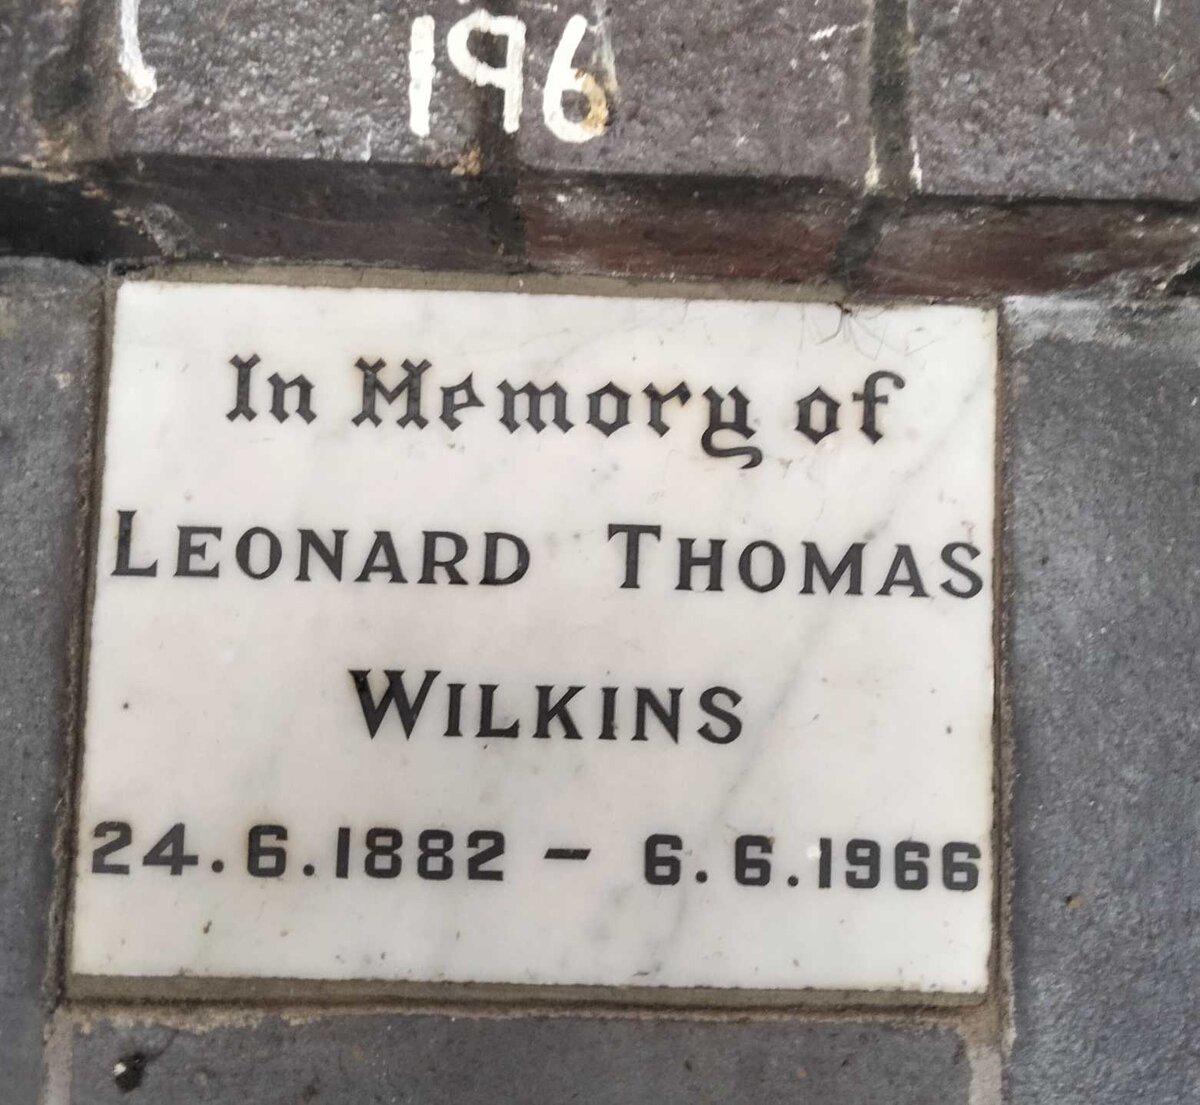 196
In Memory of
LEONARD THOMAS
WILKINS
24.6.1882 – 6.6.1966